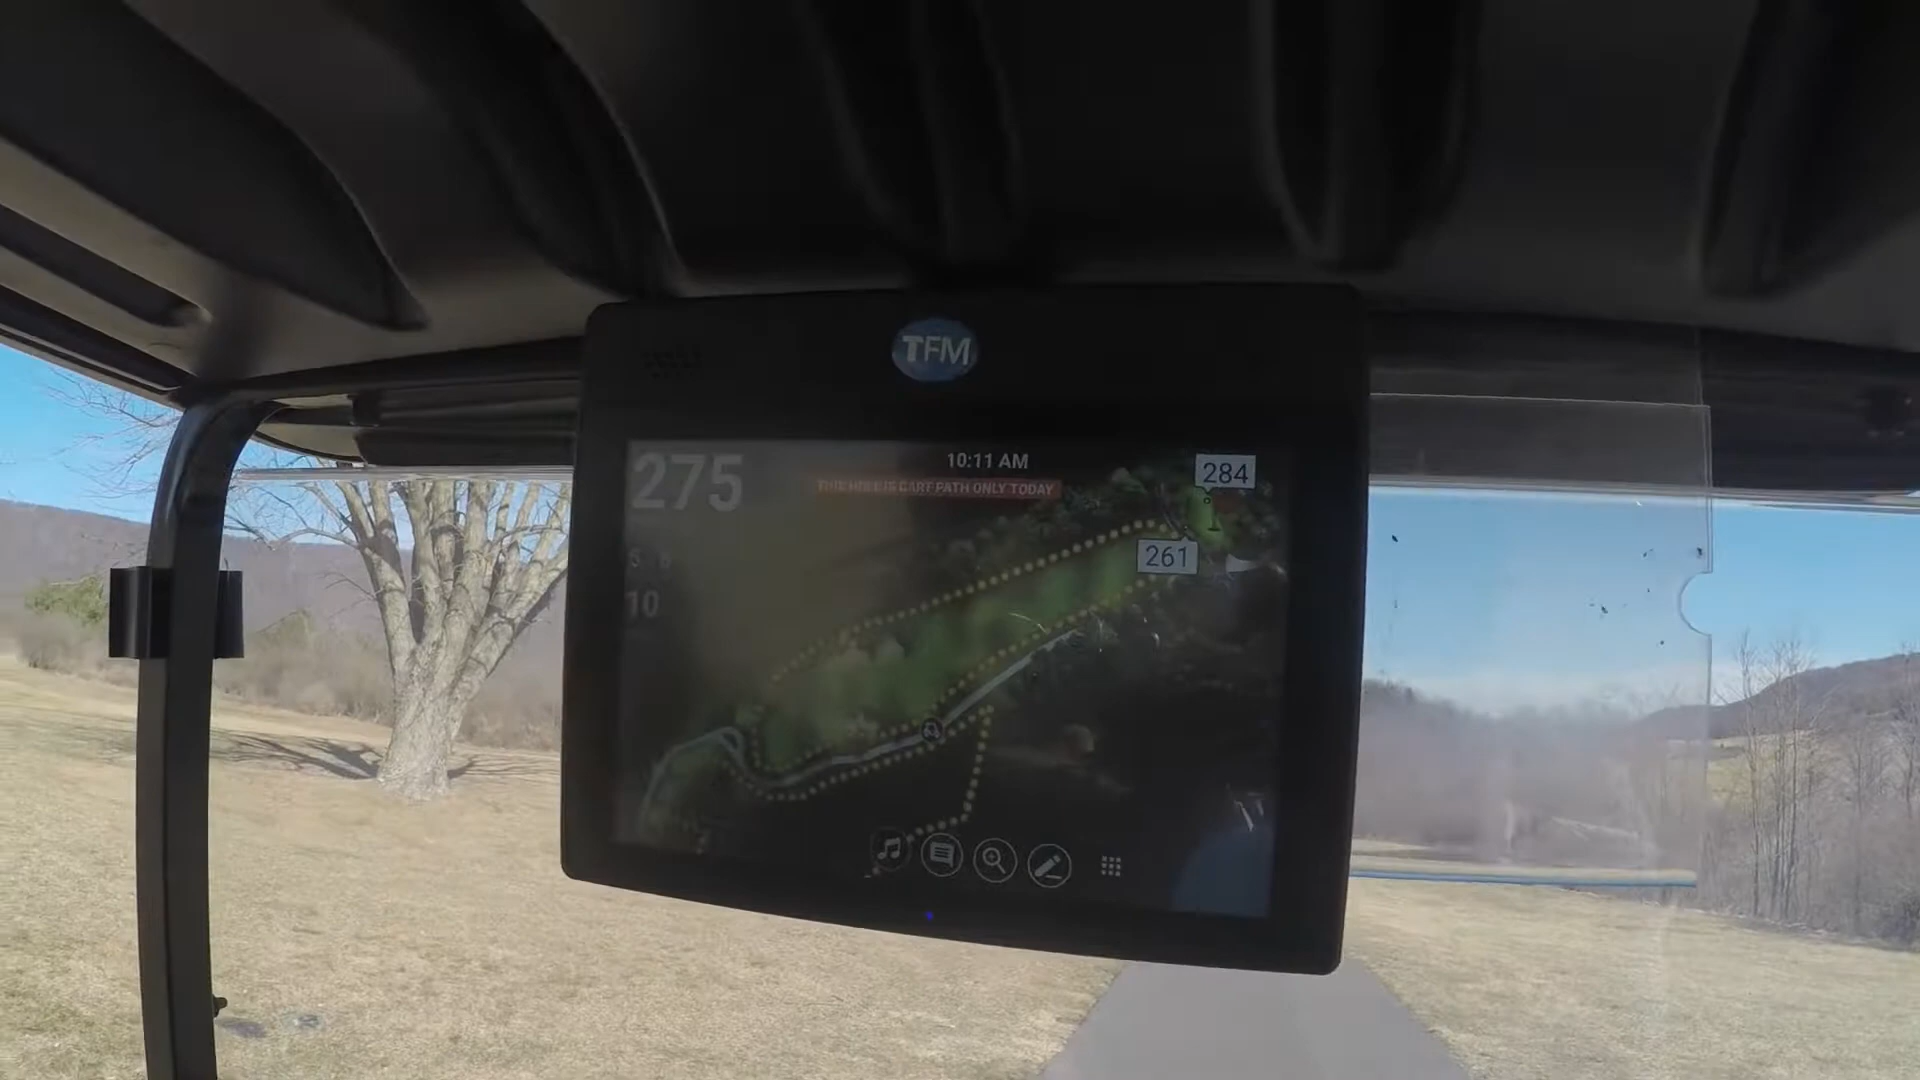 TFM
275
10:11 AM
284
THIS HOLE IS CART PATH ONLY TODAY
261
10